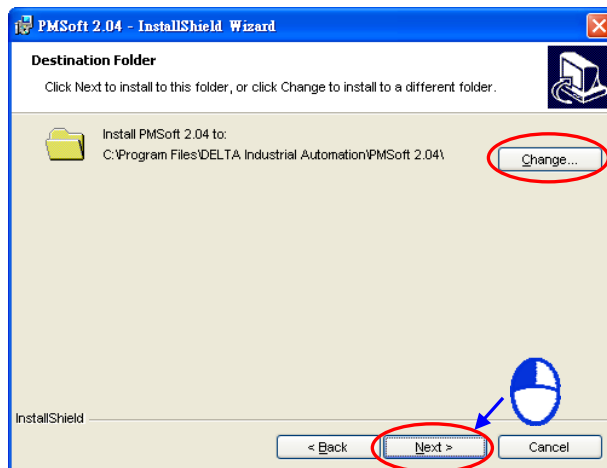 PMSoft 2.04 - InstallShield Wizard
Destination Folder
Click Next to install to this folder, or click Change to install to a different folder.
Install PMSoft 2.04 to:
C:\Program Files\DELTA Industrial Automation\PMSoft 2.04\
Change...
InstallShield
< Back
Next >
Cancel